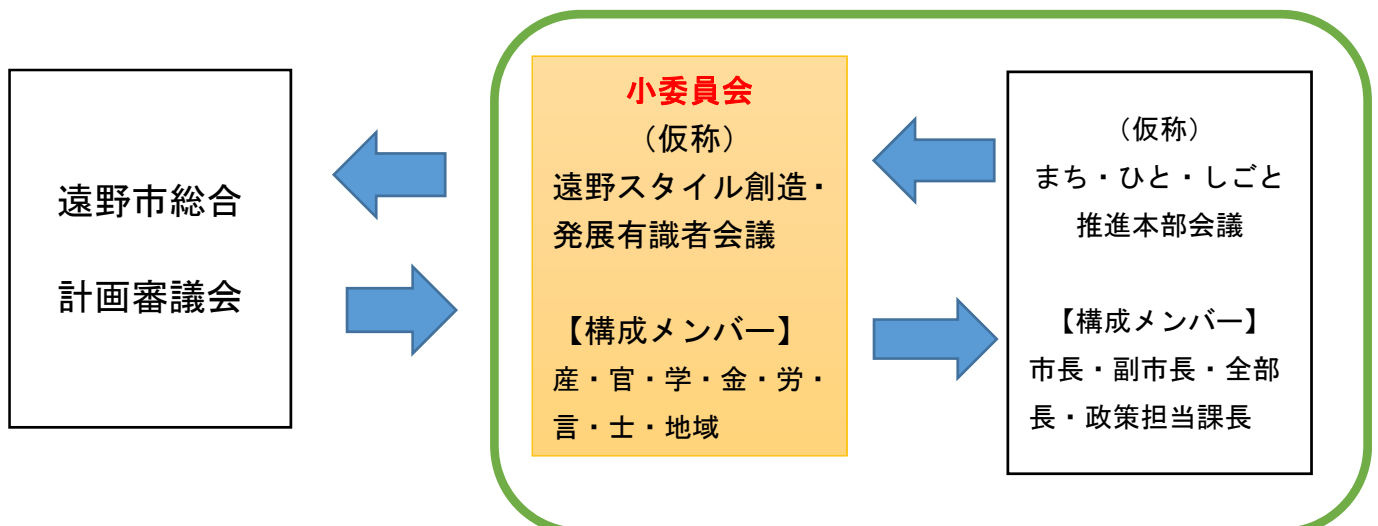 遠野市総合
計画審議会
小委員会
（仮称）
遠野スタイル創造・
発展有識者会議
【構成メンバー】
産・官・学・金・労・
言・士・地域
（仮称）
まち・ひと・しごと
推進本部会議
【構成メンバー】
市長・副市長・全部
長・政策担当課長